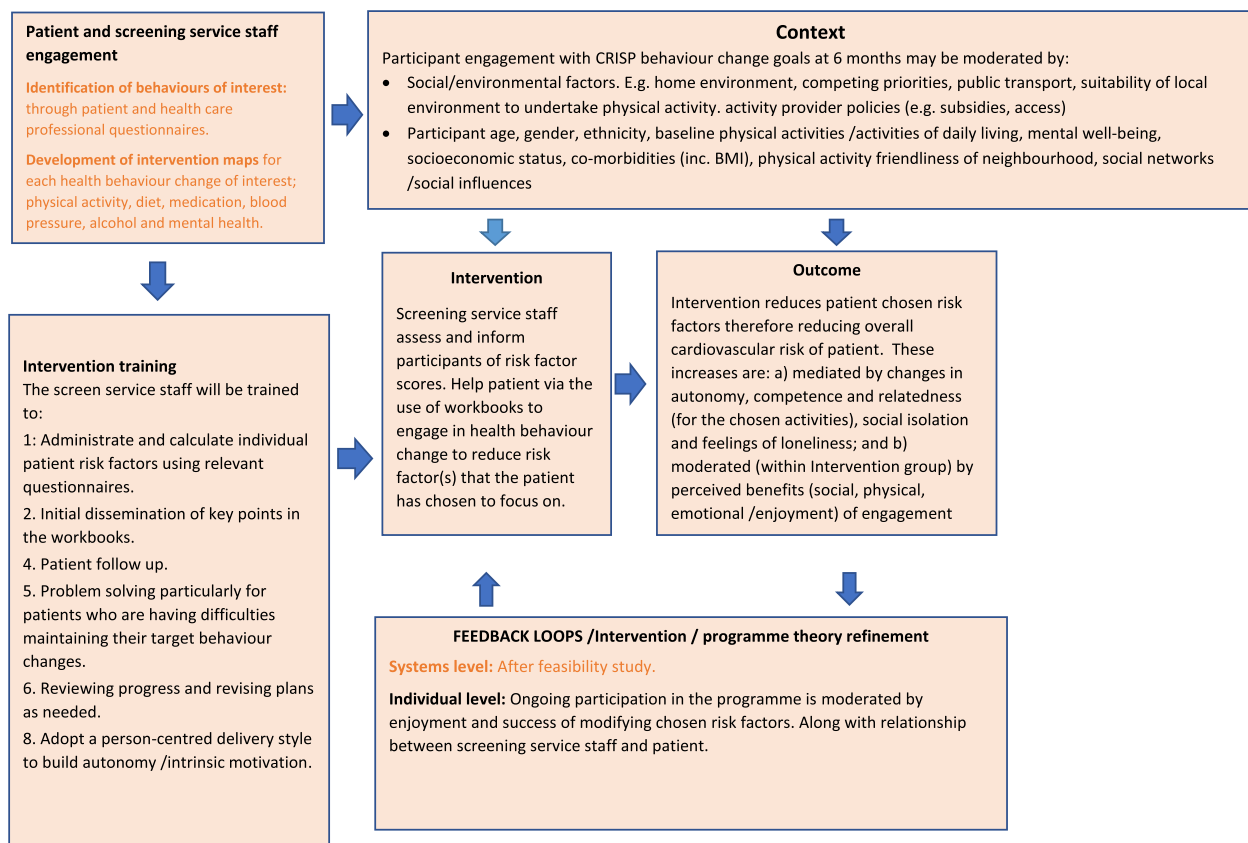 Patient and screening service staff
engagement
Identification of behaviours of interest:
through patient and health care
professional questionnaires.
Development of intervention maps for
each health behaviour change of interest;
physical activity, diet, medication, blood
pressure, alcohol and mental health.
Context
Participant engagement with CRISP behaviour change goals at 6 months may be moderated by:
• Social/environmental factors. E.g. home environment, competing priorities, public transport, suitability of local
environment to undertake physical activity. activity provider policies (e.g. subsidies, access)
• Participant age, gender, ethnicity, baseline physical activities /activities of daily living, mental well-being,
socioeconomic status, co-morbidities (inc. BMI), physical activity friendliness of neighbourhood, social networks
/social influences
Intervention training
The screen service staff will be trained
to:
1: Administrate and calculate individual
patient risk factors using relevant
questionnaires.
2. Initial dissemination of key points in
the workbooks.
4. Patient follow up.
5. Problem solving particularly for
patients who are having difficulties
maintaining their target behaviour
changes.
6. Reviewing progress and revising plans
as needed.
8. Adopt a person-centred delivery style
to build autonomy /intrinsic motivation.
Intervention
Screening service staff
assess and inform
participants of risk factor
scores. Help patient via the
use of workbooks to
engage in health behaviour
change to reduce risk
factor(s) that the patient
has chosen to focus on.
Outcome
Intervention reduces patient chosen risk
factors therefore reducing overall
cardiovascular risk of patient.  These
increases are: a) mediated by changes in
autonomy, competence and relatedness
(for the chosen activities), social isolation
and feelings of loneliness; and b)
moderated (within Intervention group) by
perceived benefits (social, physical,
emotional /enjoyment) of engagement
FEEDBACK LOOPS /Intervention / programme theory refinement
Systems level: After feasibility study.
Individual level: Ongoing participation in the programme is moderated by
enjoyment and success of modifying chosen risk factors. Along with relationship
between screening service staff and patient.